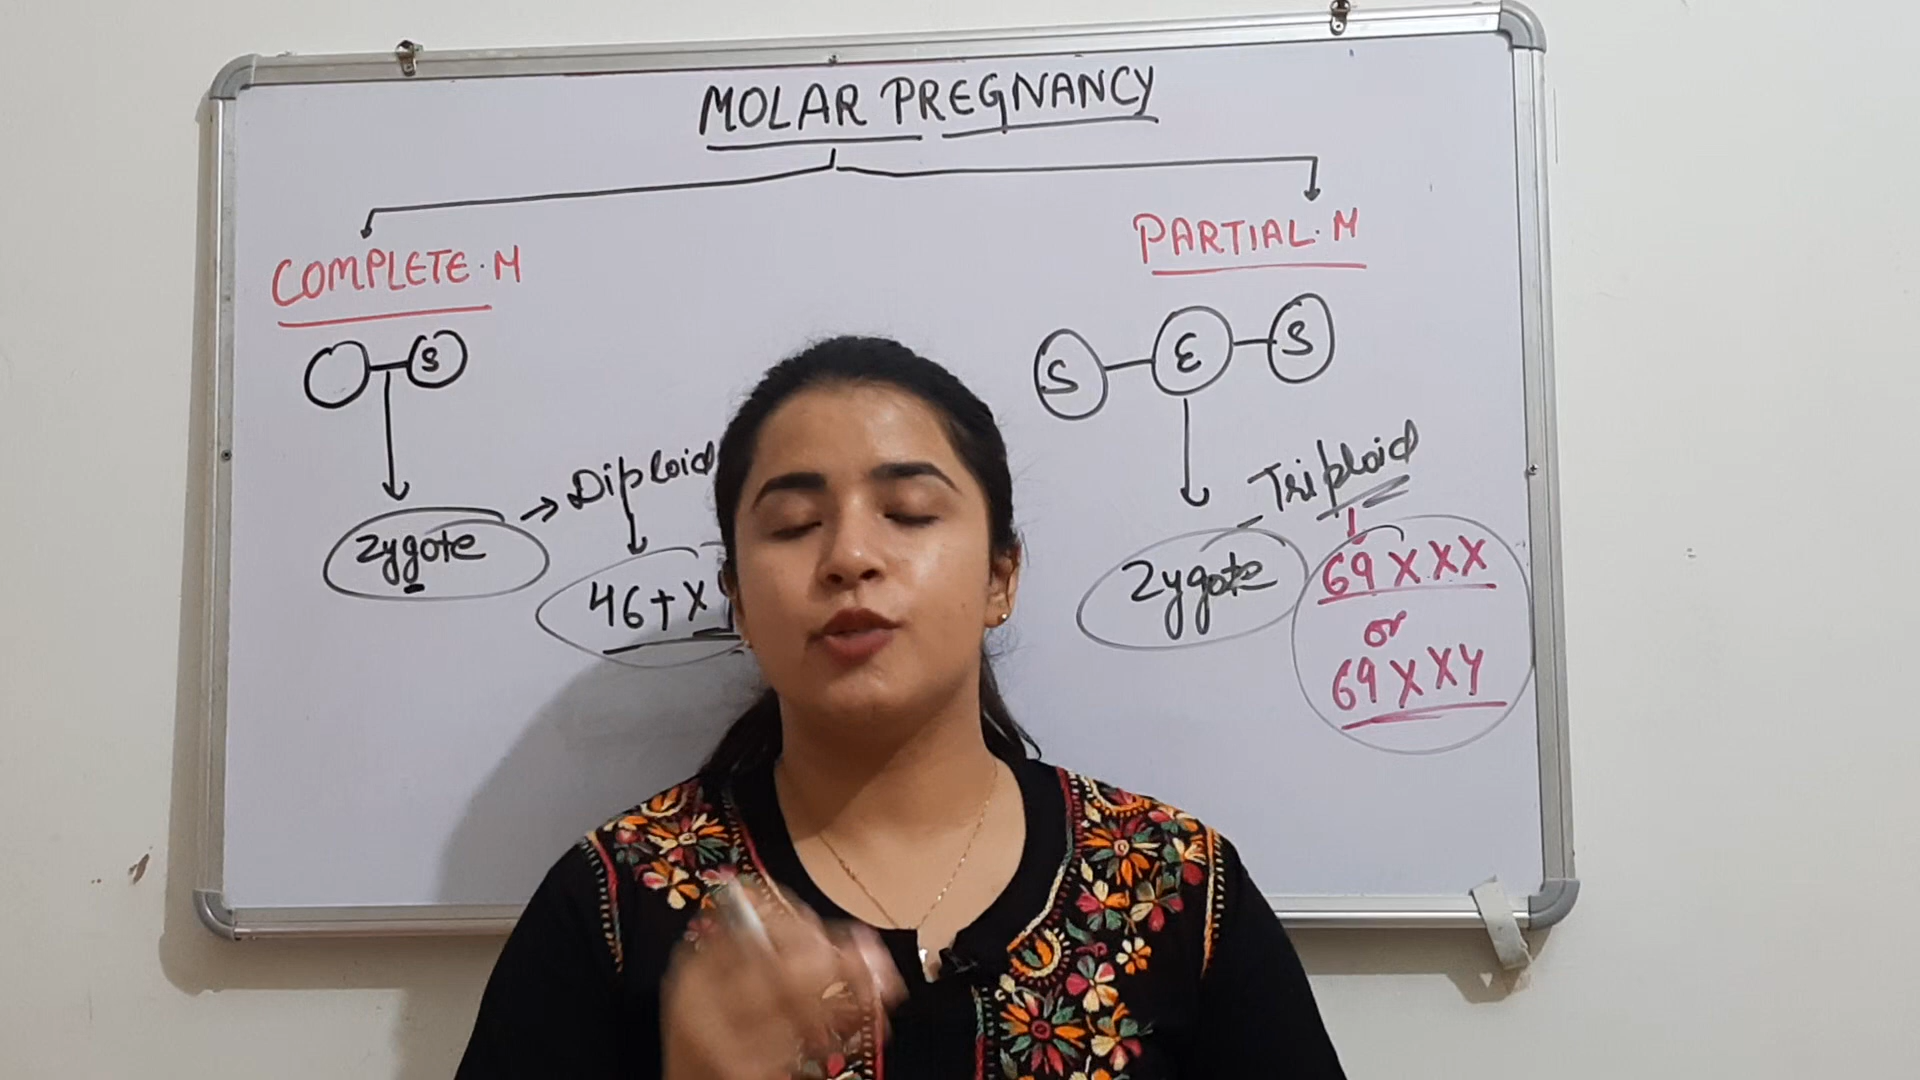 MOLAR PREGNANCY
COMPLETE.M
S
zygote
→ Diploid
46+X
PARTIAL.M
S E S
Triploid
Zygote
69 XXX
or
69 XXY